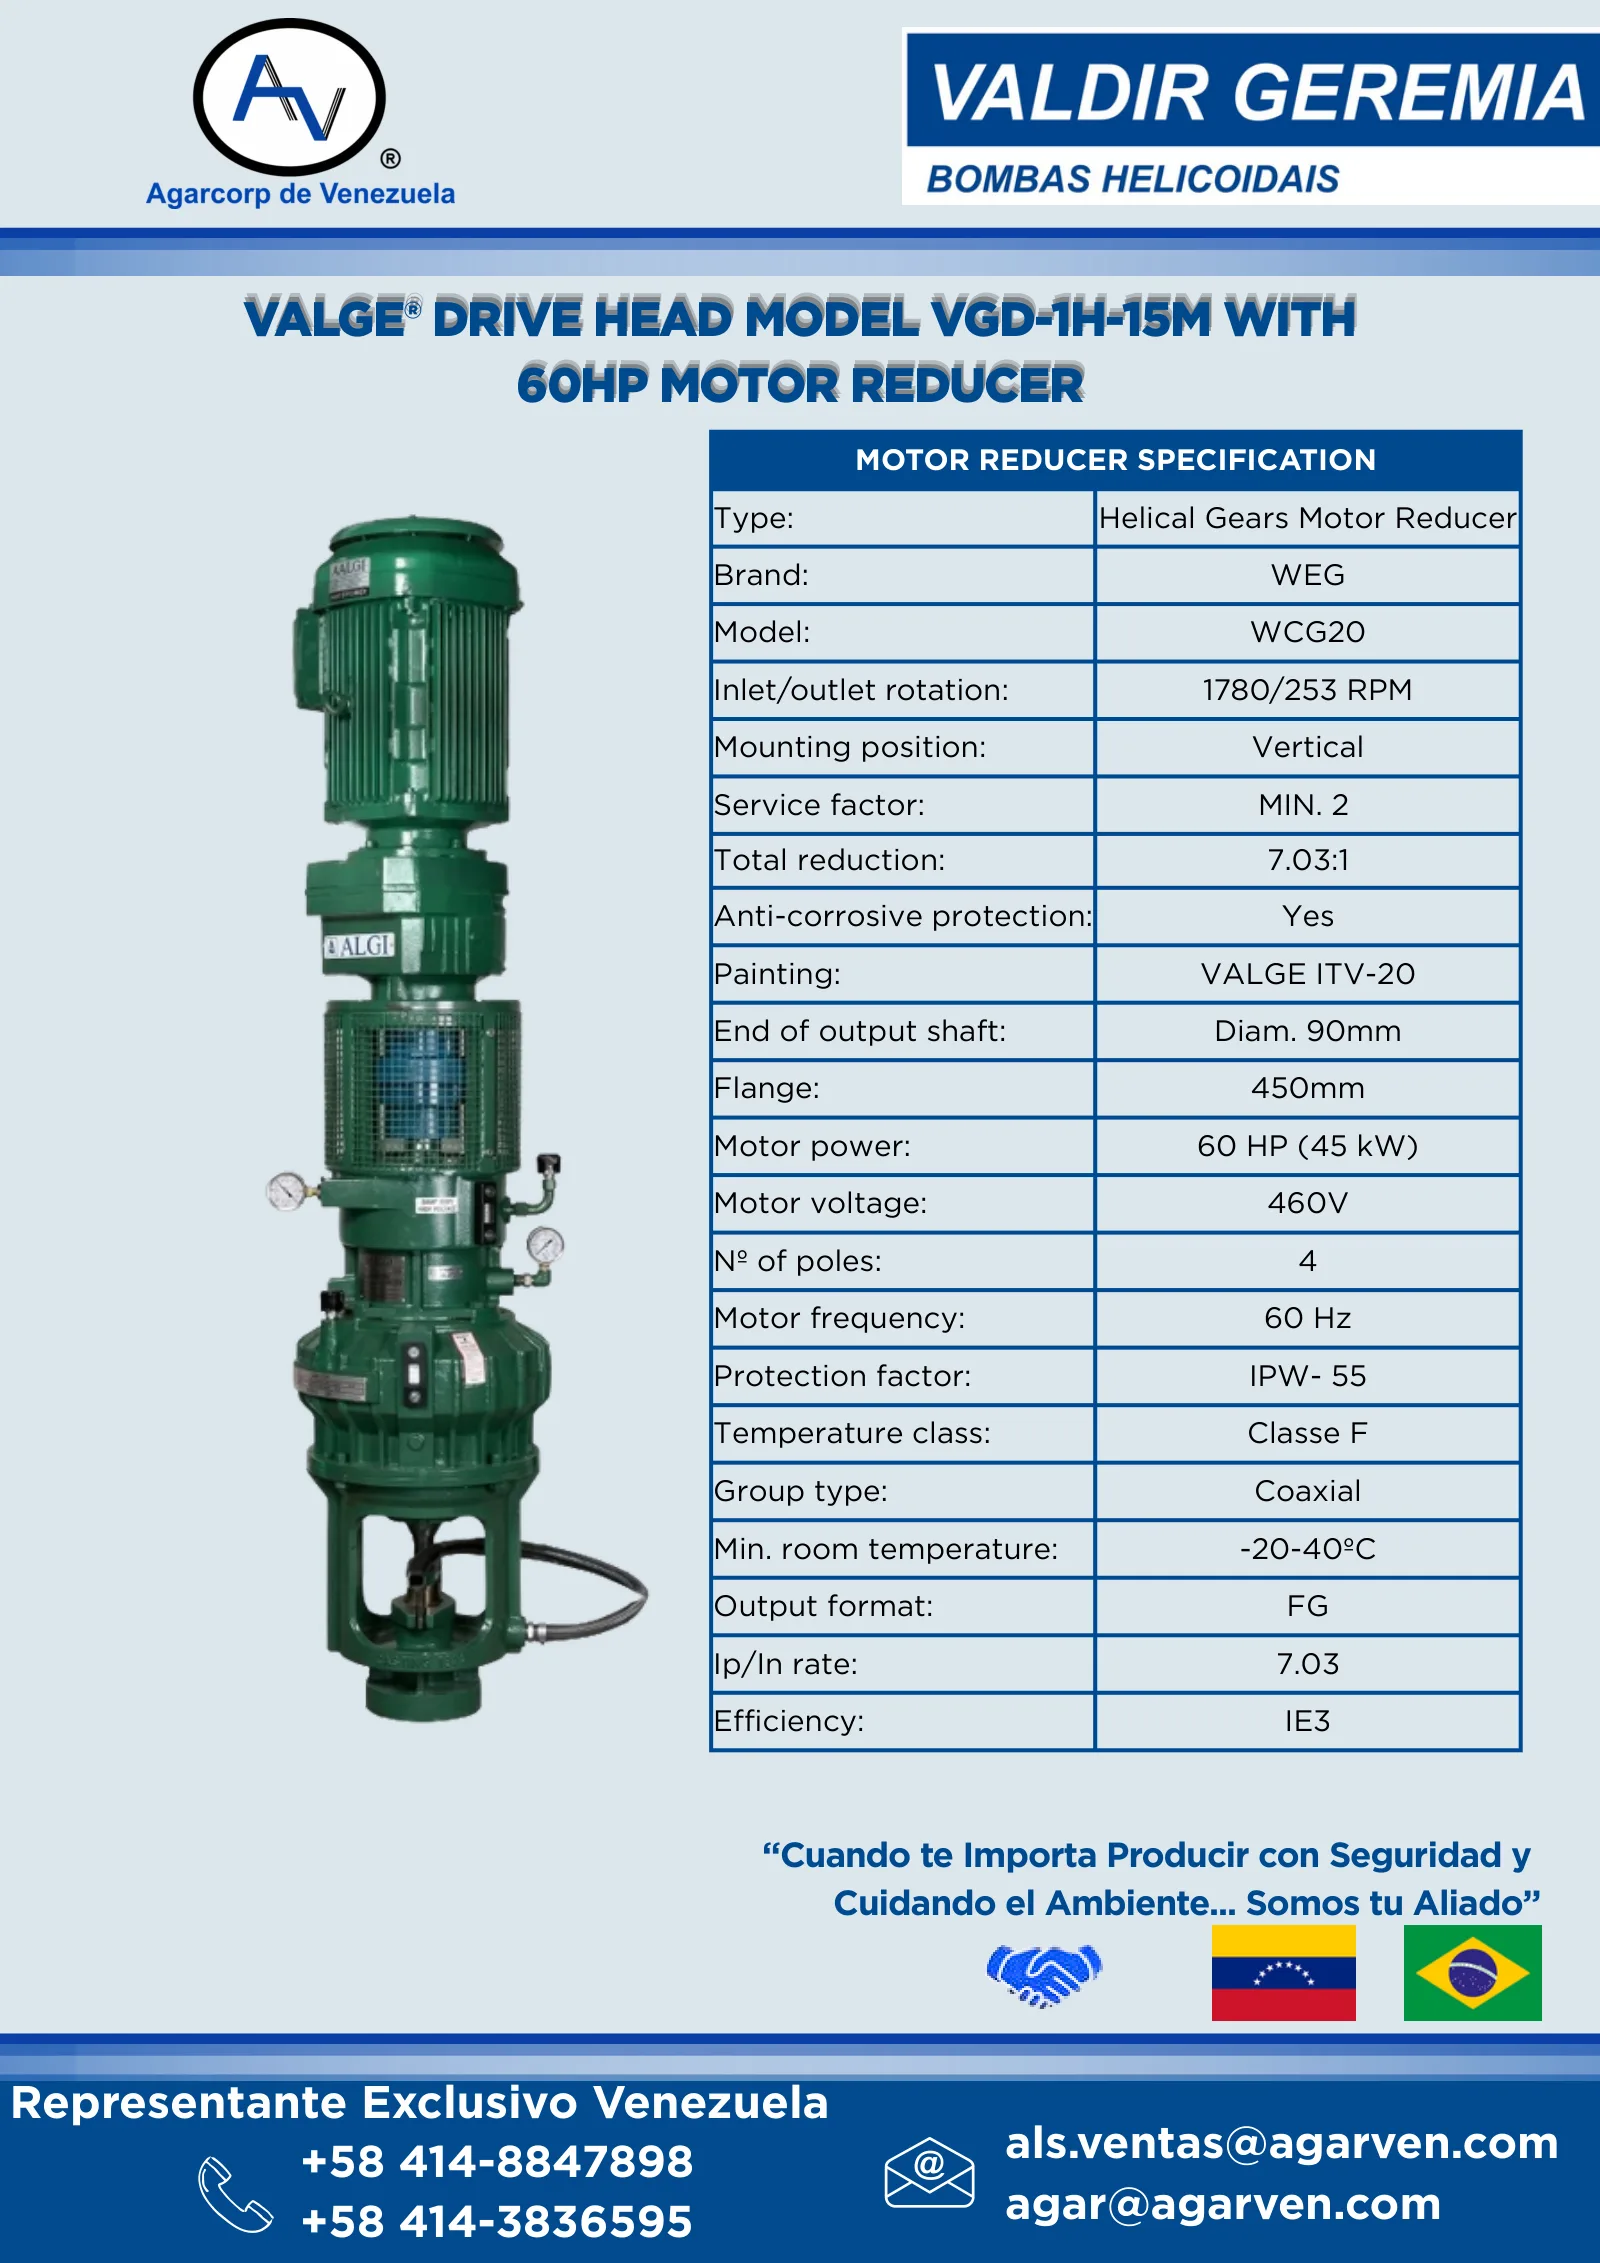 AV
®
Agarcorp de Venezuela
VALDIR GEREMIA
BOMBAS HELICOIDAIS
VALGE® DRIVE HEAD MODEL VGD-1H-15M WITH
60HP MOTOR REDUCER
MOTOR REDUCER SPECIFICATION
Type: Helical Gears Motor Reducer
Brand: WEG
Model: WCG20
Inlet/outlet rotation: 1780/253 RPM
Mounting position: Vertical
Service factor: MIN. 2
Total reduction: 7.03:1
Anti-corrosive protection: Yes
Painting: VALGE ITV-20
End of output shaft: Diam. 90mm
Flange: 450mm
Motor power: 60 HP (45 kW)
Motor voltage: 460V
Nº of poles: 4
Motor frequency: 60 Hz
Protection factor: IPW- 55
Temperature class: Classe F
Group type: Coaxial
Min. room temperature: -20-40ºC
Output format: FG
Ip/In rate: 7.03
Efficiency: IE3
ALGI
“Cuando te Importa Producir con Seguridad y
Cuidando el Ambiente... Somos tu Aliado”
Representante Exclusivo Venezuela
+58 414-8847898
+58 414-3836595
@
als.ventas@agarven.com
agar@agarven.com